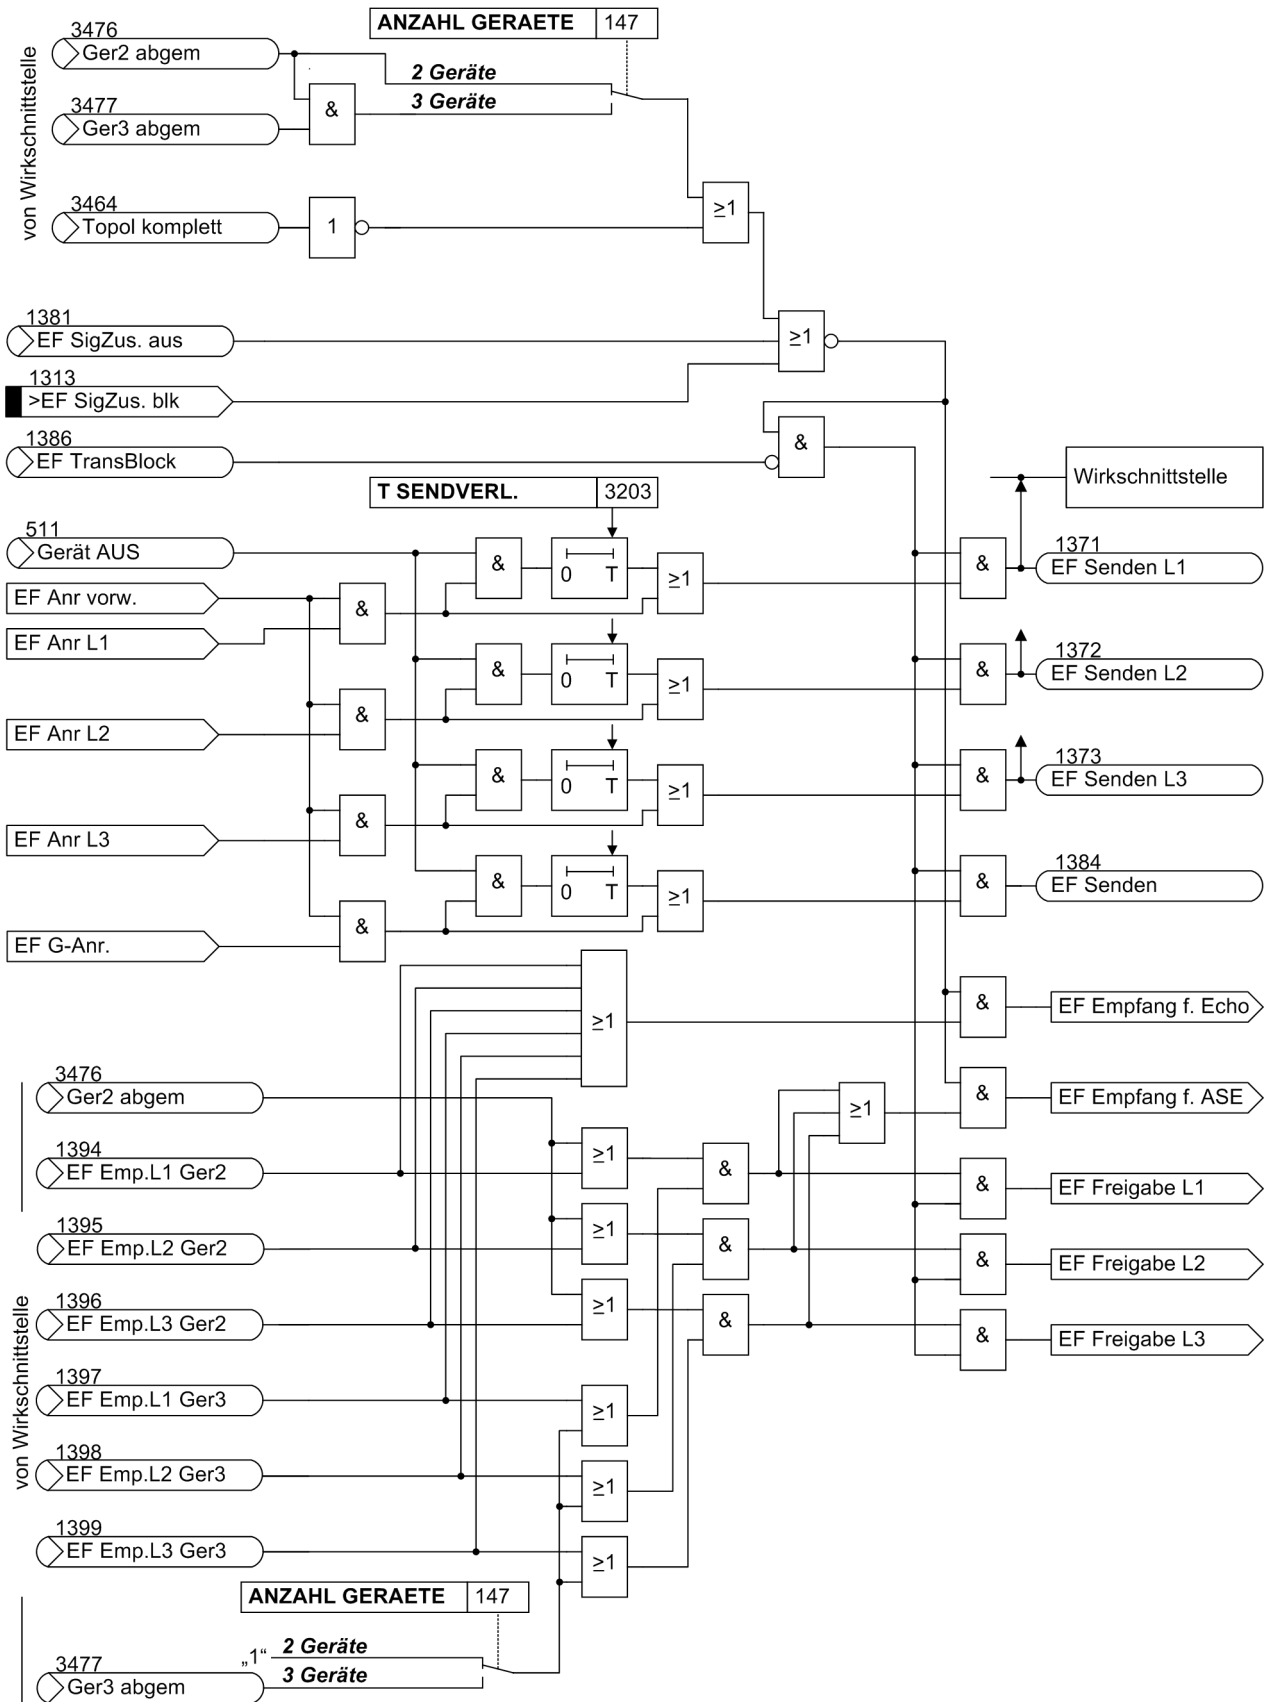 ANZAHL GERAETE 147
von Wirkschnittstelle
3476
Ger2 abgem
2 Geräte
3477
Ger3 abgem
&
3 Geräte
3464
Topol komplett
1
≥1
1381
EF SigZus. aus
≥1
1313
>EF SigZus. blk
1386
EF TransBlock
&
T SENDVERL. 3203
Wirkschnittstelle
511
Gerät AUS
&
0 T
≥1
&
1371
EF Senden L1
EF Anr vorw.
&
EF Anr L1
&
0 T
≥1
&
1372
EF Senden L2
&
EF Anr L2
&
0 T
≥1
&
1373
EF Senden L3
&
EF Anr L3
&
0 T
≥1
&
1384
EF Senden
&
EF G-Anr.
≥1
&
EF Empfang f. Echo
3476
Ger2 abgem
≥1
&
EF Empfang f. ASE
1394
EF Emp.L1 Ger2
≥1
&
&
EF Freigabe L1
1395
EF Emp.L2 Ger2
≥1
&
&
EF Freigabe L2
von Wirkschnittstelle
1396
EF Emp.L3 Ger2
≥1
&
&
EF Freigabe L3
1397
EF Emp.L1 Ger3
≥1
1398
EF Emp.L2 Ger3
≥1
1399
EF Emp.L3 Ger3
≥1
ANZAHL GERAETE 147
„1“ 2 Geräte
3477
Ger3 abgem
3 Geräte